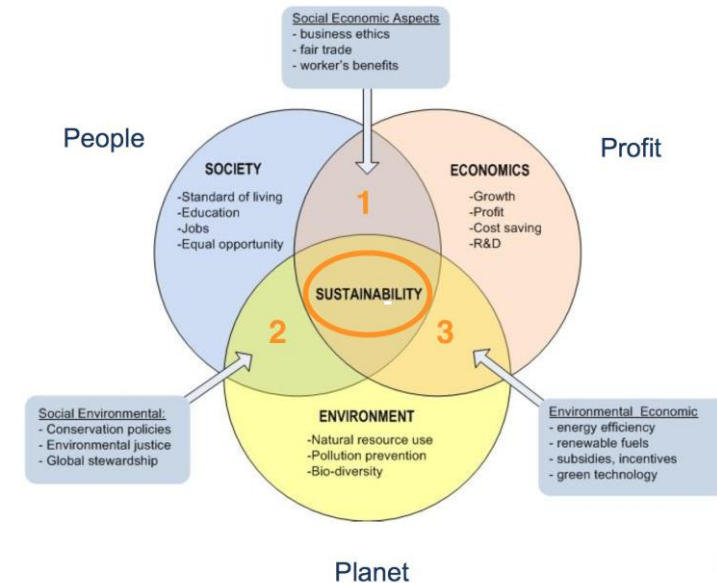 Social Economic Aspects
- business ethics
- fair trade
- worker's benefits
People
Profit
SOCIETY
-Standard of living
-Education
-Jobs
-Equal opportunity
1
ECONOMICS
-Growth
-Profit
-Cost saving
-R&D
SUSTAINABILITY
2
3
Social Environmental:
- Conservation policies
- Environmental justice
- Global stewardship
ENVIRONMENT
-Natural resource use
-Pollution prevention
-Bio-diversity
Environmental Economic
- energy efficiency
- renewable fuels
- subsidies, incentives
- green technology
Planet